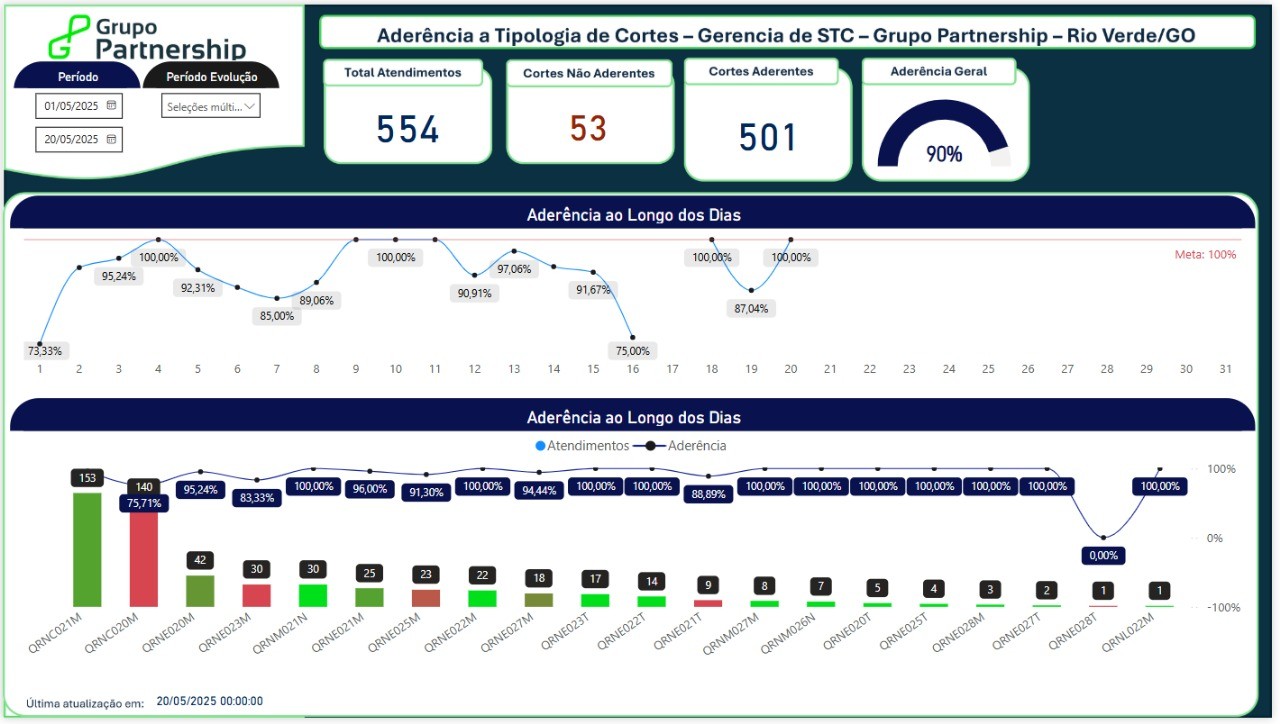 Grupo
Partnership
Aderência a Tipologia de Cortes – Gerencia de STC – Grupo Partnership – Rio Verde/GO
Período
Período Evolução
01/05/2025
Seleções múlti...
20/05/2025
Total Atendimentos
554
Cortes Não Aderentes
53
Cortes Aderentes
501
Aderência Geral
90%
Aderência ao Longo dos Dias
Meta: 100%
73,33%
95,24%
100,00%
92,31%
85,00%
89,06%
100,00%
90,91%
97,06%
91,67%
75,00%
100,00%
87,04%
100,00%
1 2 3 4 5 6 7 8 9 10 11 12 13 14 15 16 17 18 19 20 21 22 23 24 25 26 27 28 29 30 31
Aderência ao Longo dos Dias
Atendimentos Aderência
153 140 42 30 30 25 23 22 18 17 14 9 8 7 5 4 3 2 1 1
75,71% 95,24% 83,33% 100,00% 96,00% 91,30% 100,00% 94,44% 100,00% 100,00% 88,89% 100,00% 100,00% 100,00% 100,00% 100,00% 100,00% 0,00% 100,00%
100%
0%
-100%
QRNC021M QRNC020M QRNE020M QRNE023M QRNM021N QRNE021M QRNE025M QRNE022M QRNE027M QRNE023T QRNE022T QRNE021T QRNM027M QRNM026N QRNE020T QRNE025T QRNE028M QRNE027T QRNE028T QRNL022M
Última atualização em: 20/05/2025 00:00:00